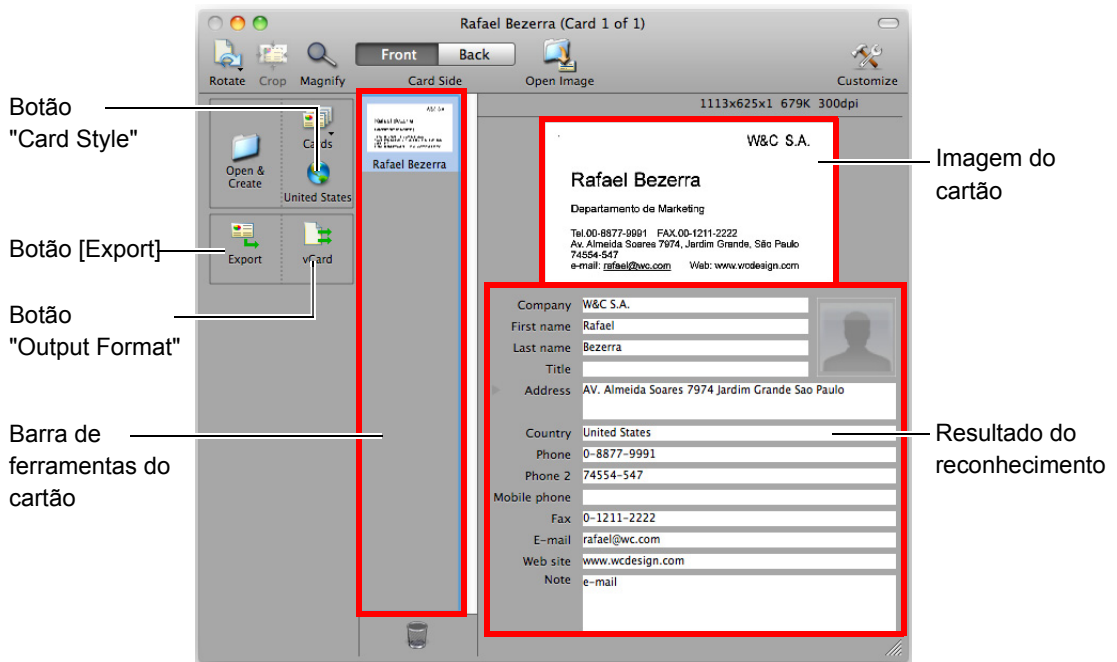 Rafael Bezerra (Card 1 of 1)
Rotate
Crop
Magnify
Front
Back
Card Side
Open Image
Customize
1113x625x1 679K 300dpi
Botão
"Card Style"
Open &
Create
Cards
United States
Botão [Export]
Export
vCard
Botão
"Output Format"
Barra de
ferramentas do
cartão
Rafael Bezerra
W&C S.A.
Rafael Bezerra
Departamento de Marketing
Tel.00-8877-9991 FAX.00-1211-2222
Av. Almeida Soares 7974, Jardim Grande, São Paulo
74554-547
e-mail: rafael@wc.com Web: www.wcdesign.com
Imagem do
cartão
Company W&C S.A.
First name Rafael
Last name Bezerra
Title
Address AV. Almeida Soares 7974 Jardim Grande Sao Paulo
Country United States
Phone 0-8877-9991
Phone 2 74554-547
Mobile phone
Fax 0-1211-2222
E-mail rafael@wc.com
Web site www.wcdesign.com
Note e-mail
Resultado do
reconhecimento